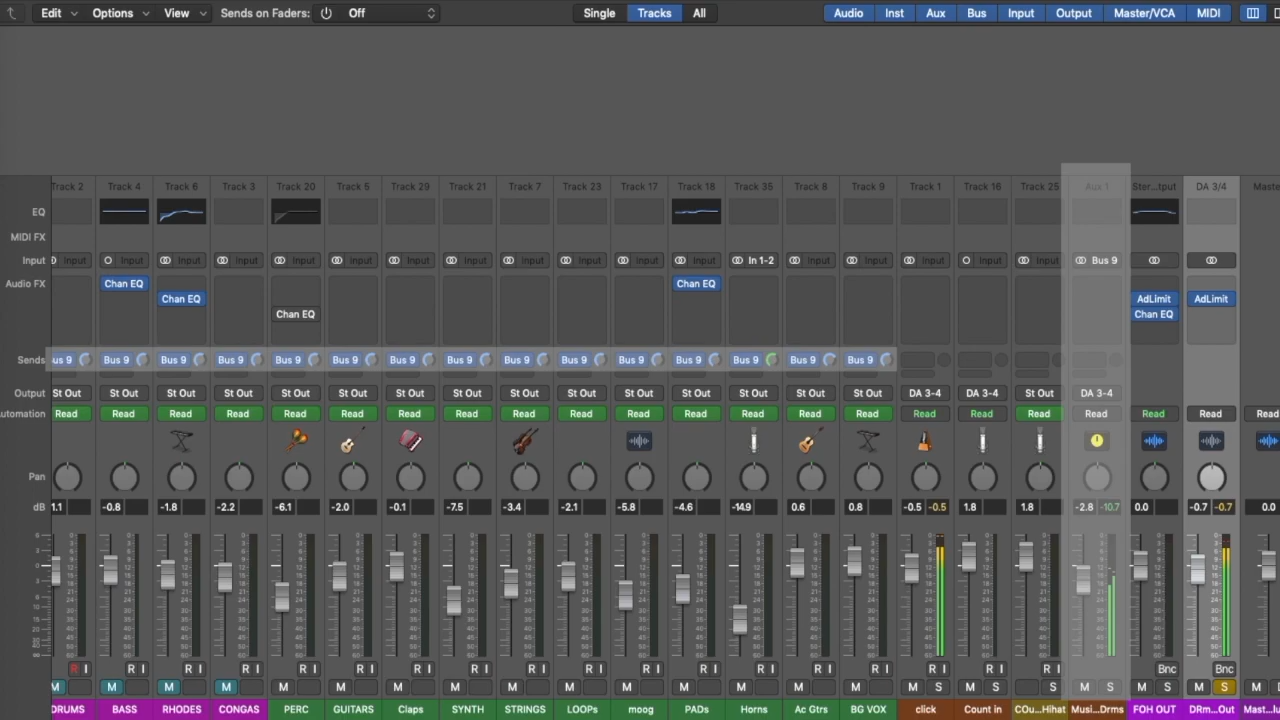 Edit Options View Sends on Faders: Off Single Tracks All Audio Inst Aux Bus Input Output Master/VCA MIDI
Track 2 Track 4 Track 6 Track 3 Track 20 Track 5 Track 29 Track 21 Track 7 Track 23 Track 17 Track 18 Track 35 Track 8 Track 9 Track 1 Track 16 Track 25 Aux 1 Ster...tput DA 3/4 Maste
EQ
MIDI FX
Input Input Input Input Input Input Input Input Input Input Input Input Input In 1-2 Input Input Input Input Input Bus 9
Audio FX Chan EQ Chan EQ
Chan EQ AdLimit AdLimit
Chan EQ Chan EQ
Sends us 9 Bus 9 Bus 9 Bus 9 Bus 9 Bus 9 Bus 9 Bus 9 Bus 9 Bus 9 Bus 9 Bus 9 Bus 9 Bus 9 Bus 9
Output St Out St Out St Out St Out St Out St Out St Out St Out St Out St Out St Out St Out St Out St Out St Out DA 3-4 DA 3-4 St Out DA 3-4
utomation Read Read Read Read Read Read Read Read Read Read Read Read Read Read Read Read Read Read Read Read Read Read
Pan
dB 1.1 -0.8 -1.8 -2.2 -6.1 -2.0 -0.1 -7.5 -3.4 -2.1 -5.8 -4.6 -14.9 0.6 0.8 -0.5 -0.5 1.8 1.8 -2.8 -10.7 0.0 -0.7 -0.7 0.0
R I R I R I R I R I R I R I R I R I R I R I R I R I R I R I R I R I R I Bnc Bnc
M M M M M M M M M M M M M M M M S M S S M S M S M S M D
DRUMS BASS RHODES CONGAS PERC GUITARS Claps SYNTH STRINGS LOOPs moog PADs Horns Ac Gtrs BG VOX click Count in COu...Hihat Musi...Drms FOH OUT DRm...Out Mast...lu